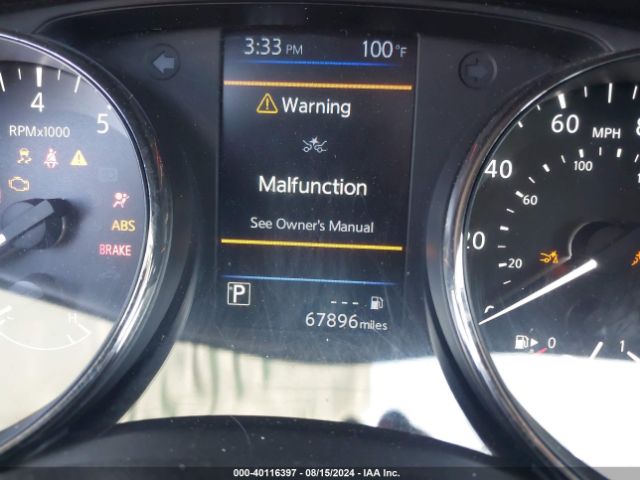 3:33 PM 100°F
Warning
Malfunction
See Owner's Manual
P ---
67896 miles
4 5
RPMx1000
ABS
BRAKE
H
60 MPH 8
40 100
60
20
20
0 1
000-40116397 - 08/15/2024 - IAA Inc.